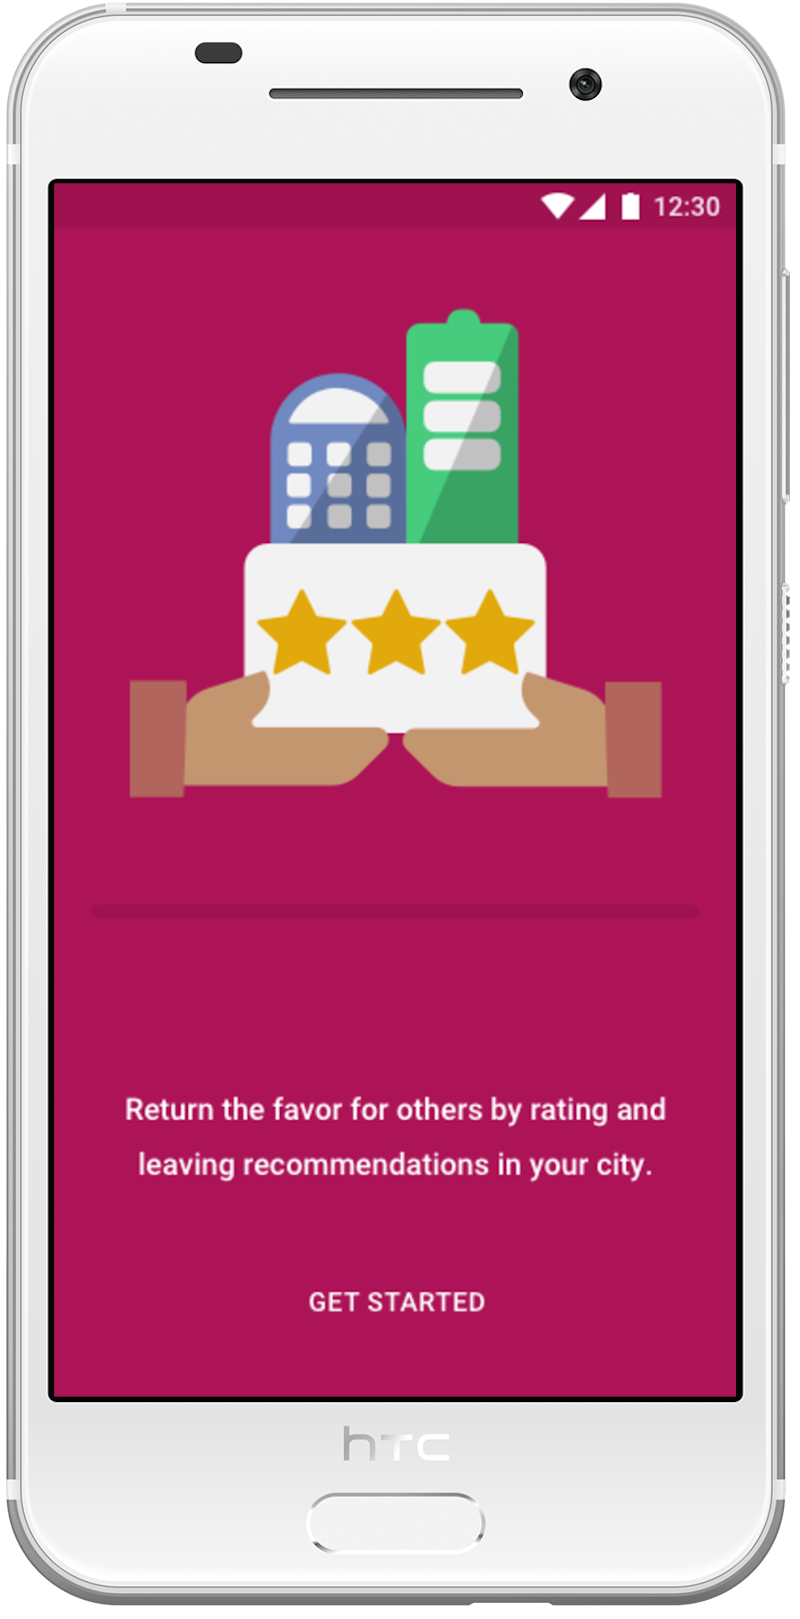 12:30
Return the favor for others by rating and
leaving recommendations in your city.
GET STARTED
hTC